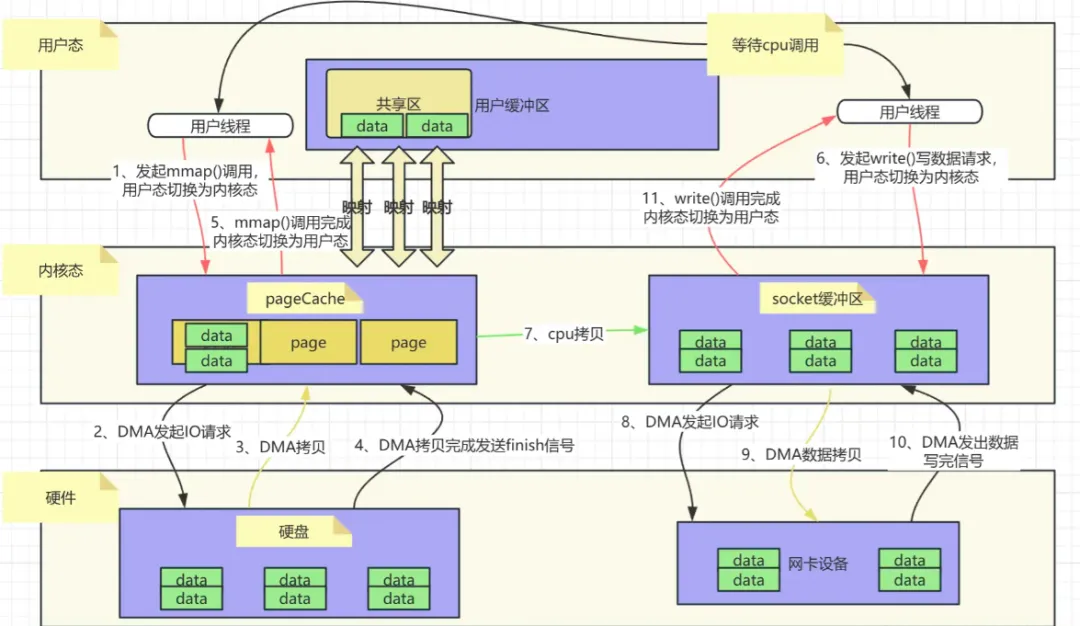 用户态
等待cpu调用
共享区
用户缓冲区
data
data
用户线程
用户线程
1、发起mmap()调用，
用户态切换为内核态
5、mmap()调用完成
内核态切换为用户态
映射
映射
映射
11、write()调用完成
内核态切换为用户态
6、发起write()写数据请求，
用户态切换为内核态
内核态
pageCache
data
data
page
page
7、cpu拷贝
socket缓冲区
data
data
data
data
data
data
2、DMA发起IO请求
3、DMA拷贝
4、DMA拷贝完成发送finish信号
8、DMA发起IO请求
9、DMA数据拷贝
10、DMA发出数据
写完信号
硬件
硬盘
data
data
data
data
data
data
data
data
网卡设备
data
data